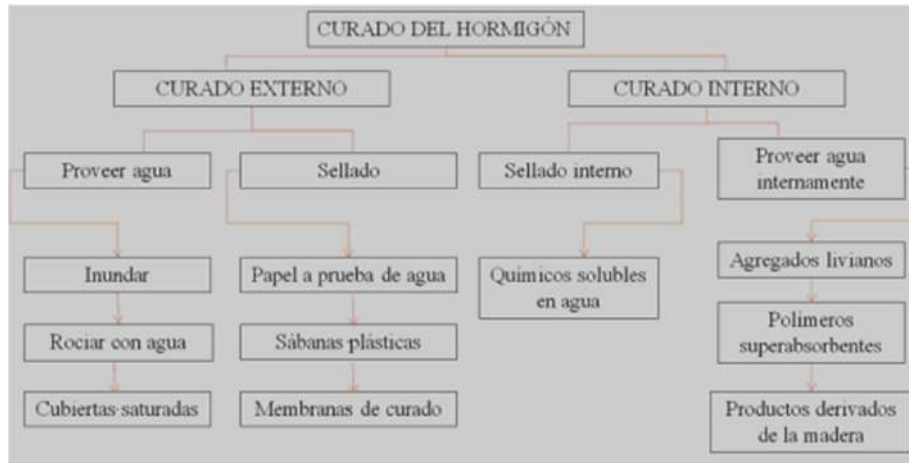 CURADO DEL HORMIGÓN
CURADO EXTERNO
CURADO INTERNO
Proveer agua
Sellado
Sellado interno
Proveer agua
internamente
Inundar
Papel a prueba de agua
Químicos solubles
en agua
Agregados livianos
Rociar con agua
Sábanas plásticas
Polímeros
superabsorbentes
Cubiertas saturadas
Membranas de curado
Productos derivados
de la madera